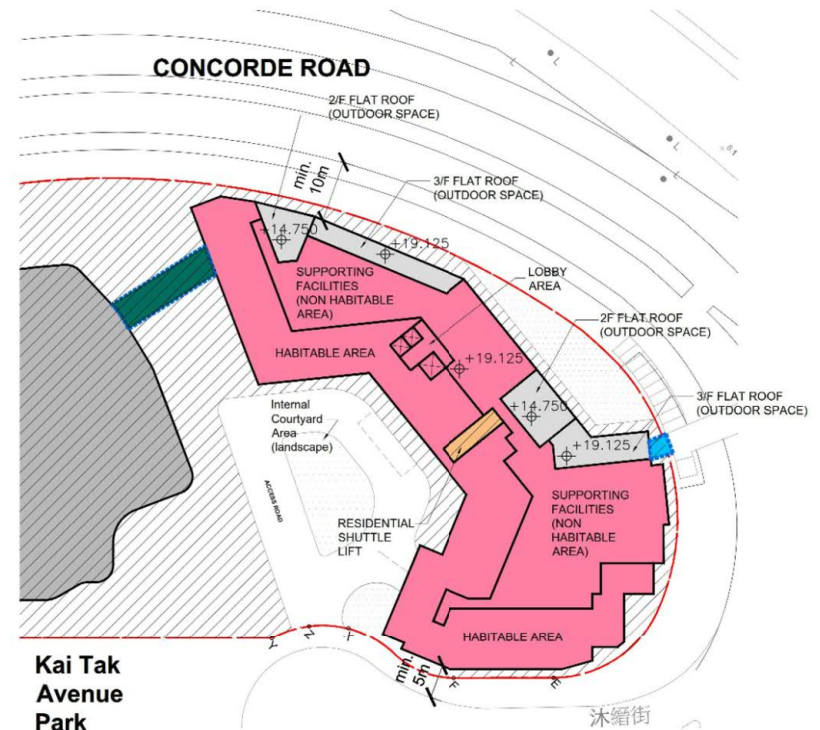 CONCORDE ROAD
2/F FLAT ROOF
(OUTDOOR SPACE)
min.
10m
3/F FLAT ROOF
(OUTDOOR SPACE)
+14.750
+19.125
SUPPORTING
FACILITIES
(NON HABITABLE
AREA)
LOBBY
AREA
2F FLAT ROOF
(OUTDOOR SPACE)
HABITABLE AREA
+19.125
3/F FLAT ROOF
(OUTDOOR SPACE)
+14.750
Internal
Courtyard
Area
(landscape)
+19.125
ACCESS ROAD
RESIDENTIAL
SHUTTLE
LIFT
SUPPORTING
FACILITIES
(NON
HABITABLE
AREA)
HABITABLE AREA
Y
Z
X
min.
5m
F
E
Kai Tak
Avenue
Park
沐縉街
L
L
L
L